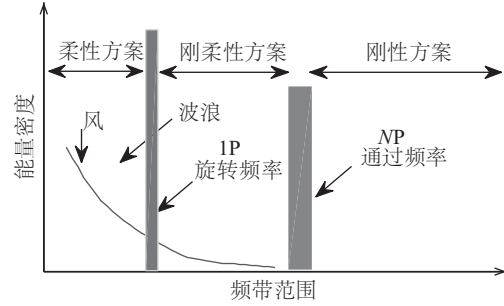 柔性方案
刚柔性方案
刚性方案
风
波浪
1P
旋转频率
NP
通过频率
能量密度
频带范围